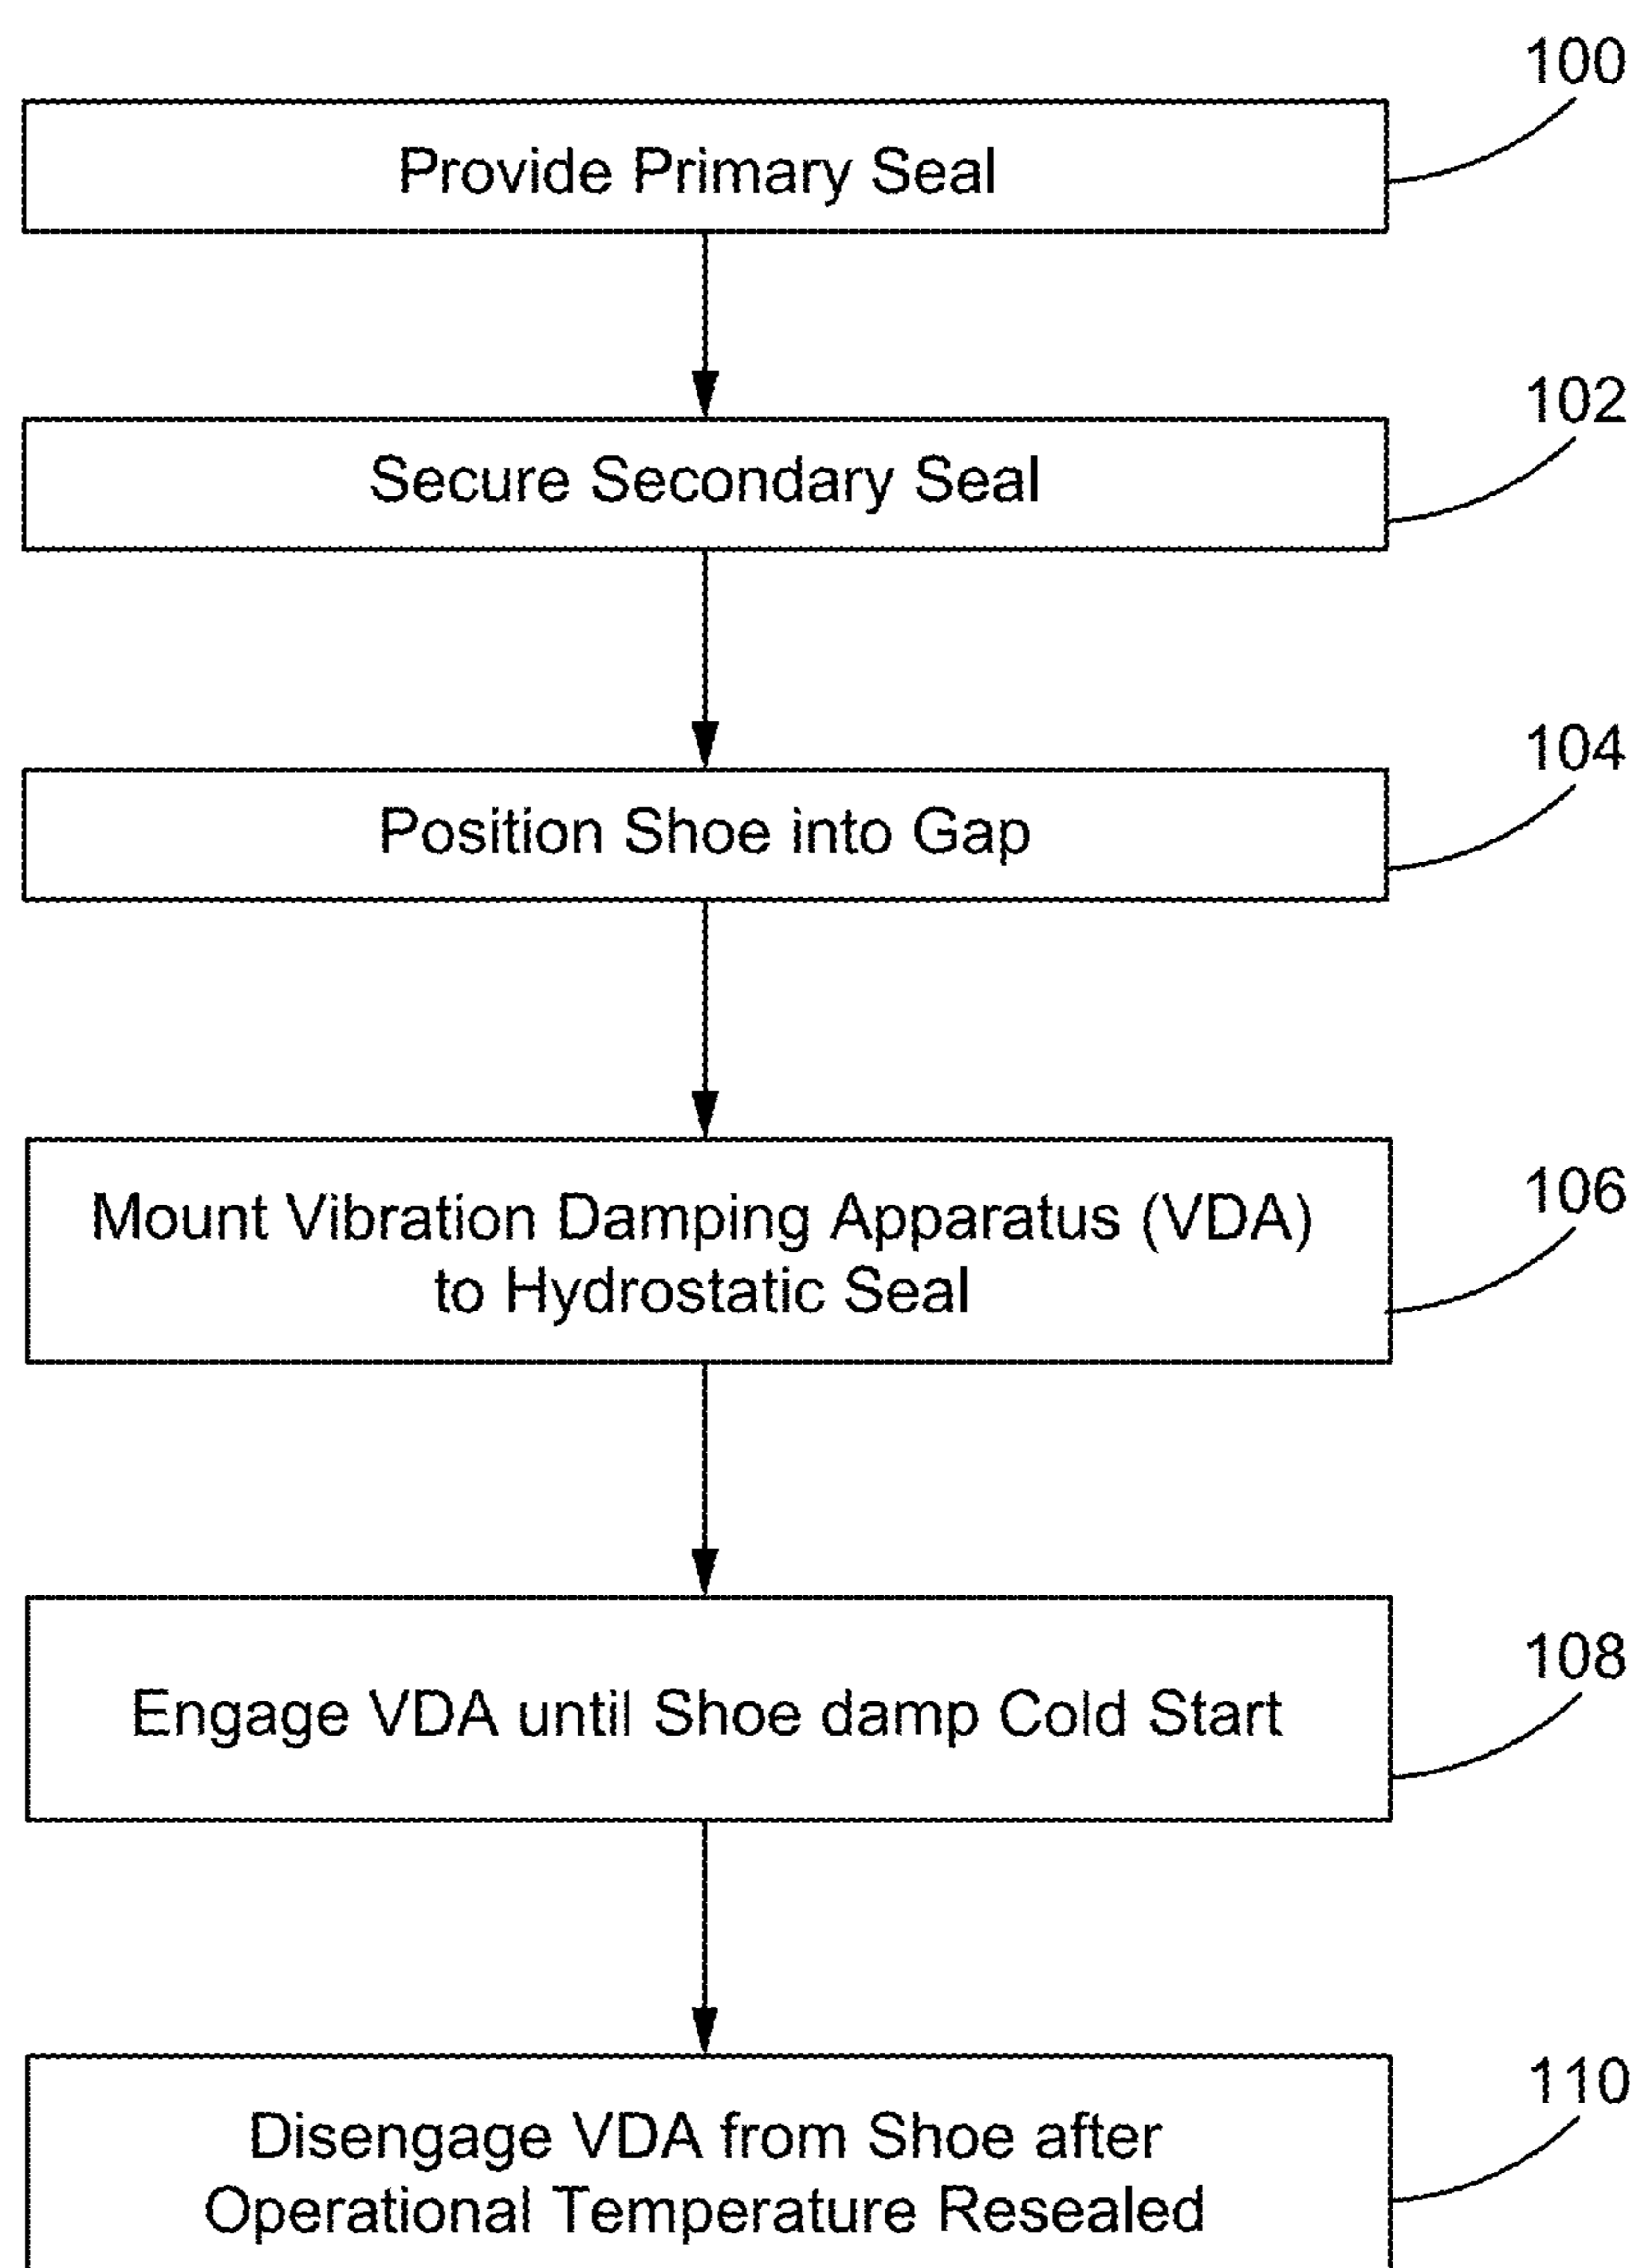 100
Provide Primary Seal
102
Secure Secondary Seal
104
Position Shoe into Gap
106
Mount Vibration Damping Apparatus (VDA)
to Hydrostatic Seal
108
Engage VDA until Shoe damp Cold Start
110
Disengage VDA from Shoe after
Operational Temperature Resealed